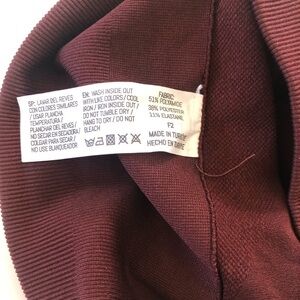 SP: LAVAR DEL REVES
CON COLORES SIMILARES
/ USAR PLANCHA
TEMPERATURA/
PLANCHAR DEL REVES /
NO SECAR EN SECADORA/
COLGAR PARA SECAR /
NO USE BLANQUEADOR
EN: WASH INSIDE OUT
WITH LIKE COLORS / COOL
IRON / IRON INSIDE OUT /
DO NOT TUMBLE DRY /
HANG TO DRY / DO NOT
BLEACH
FABRIC:
51% POLYAMIDE
38% POLYESTER
11% ELASTANE
F2
MADE IN TURKEY
HECHO EN